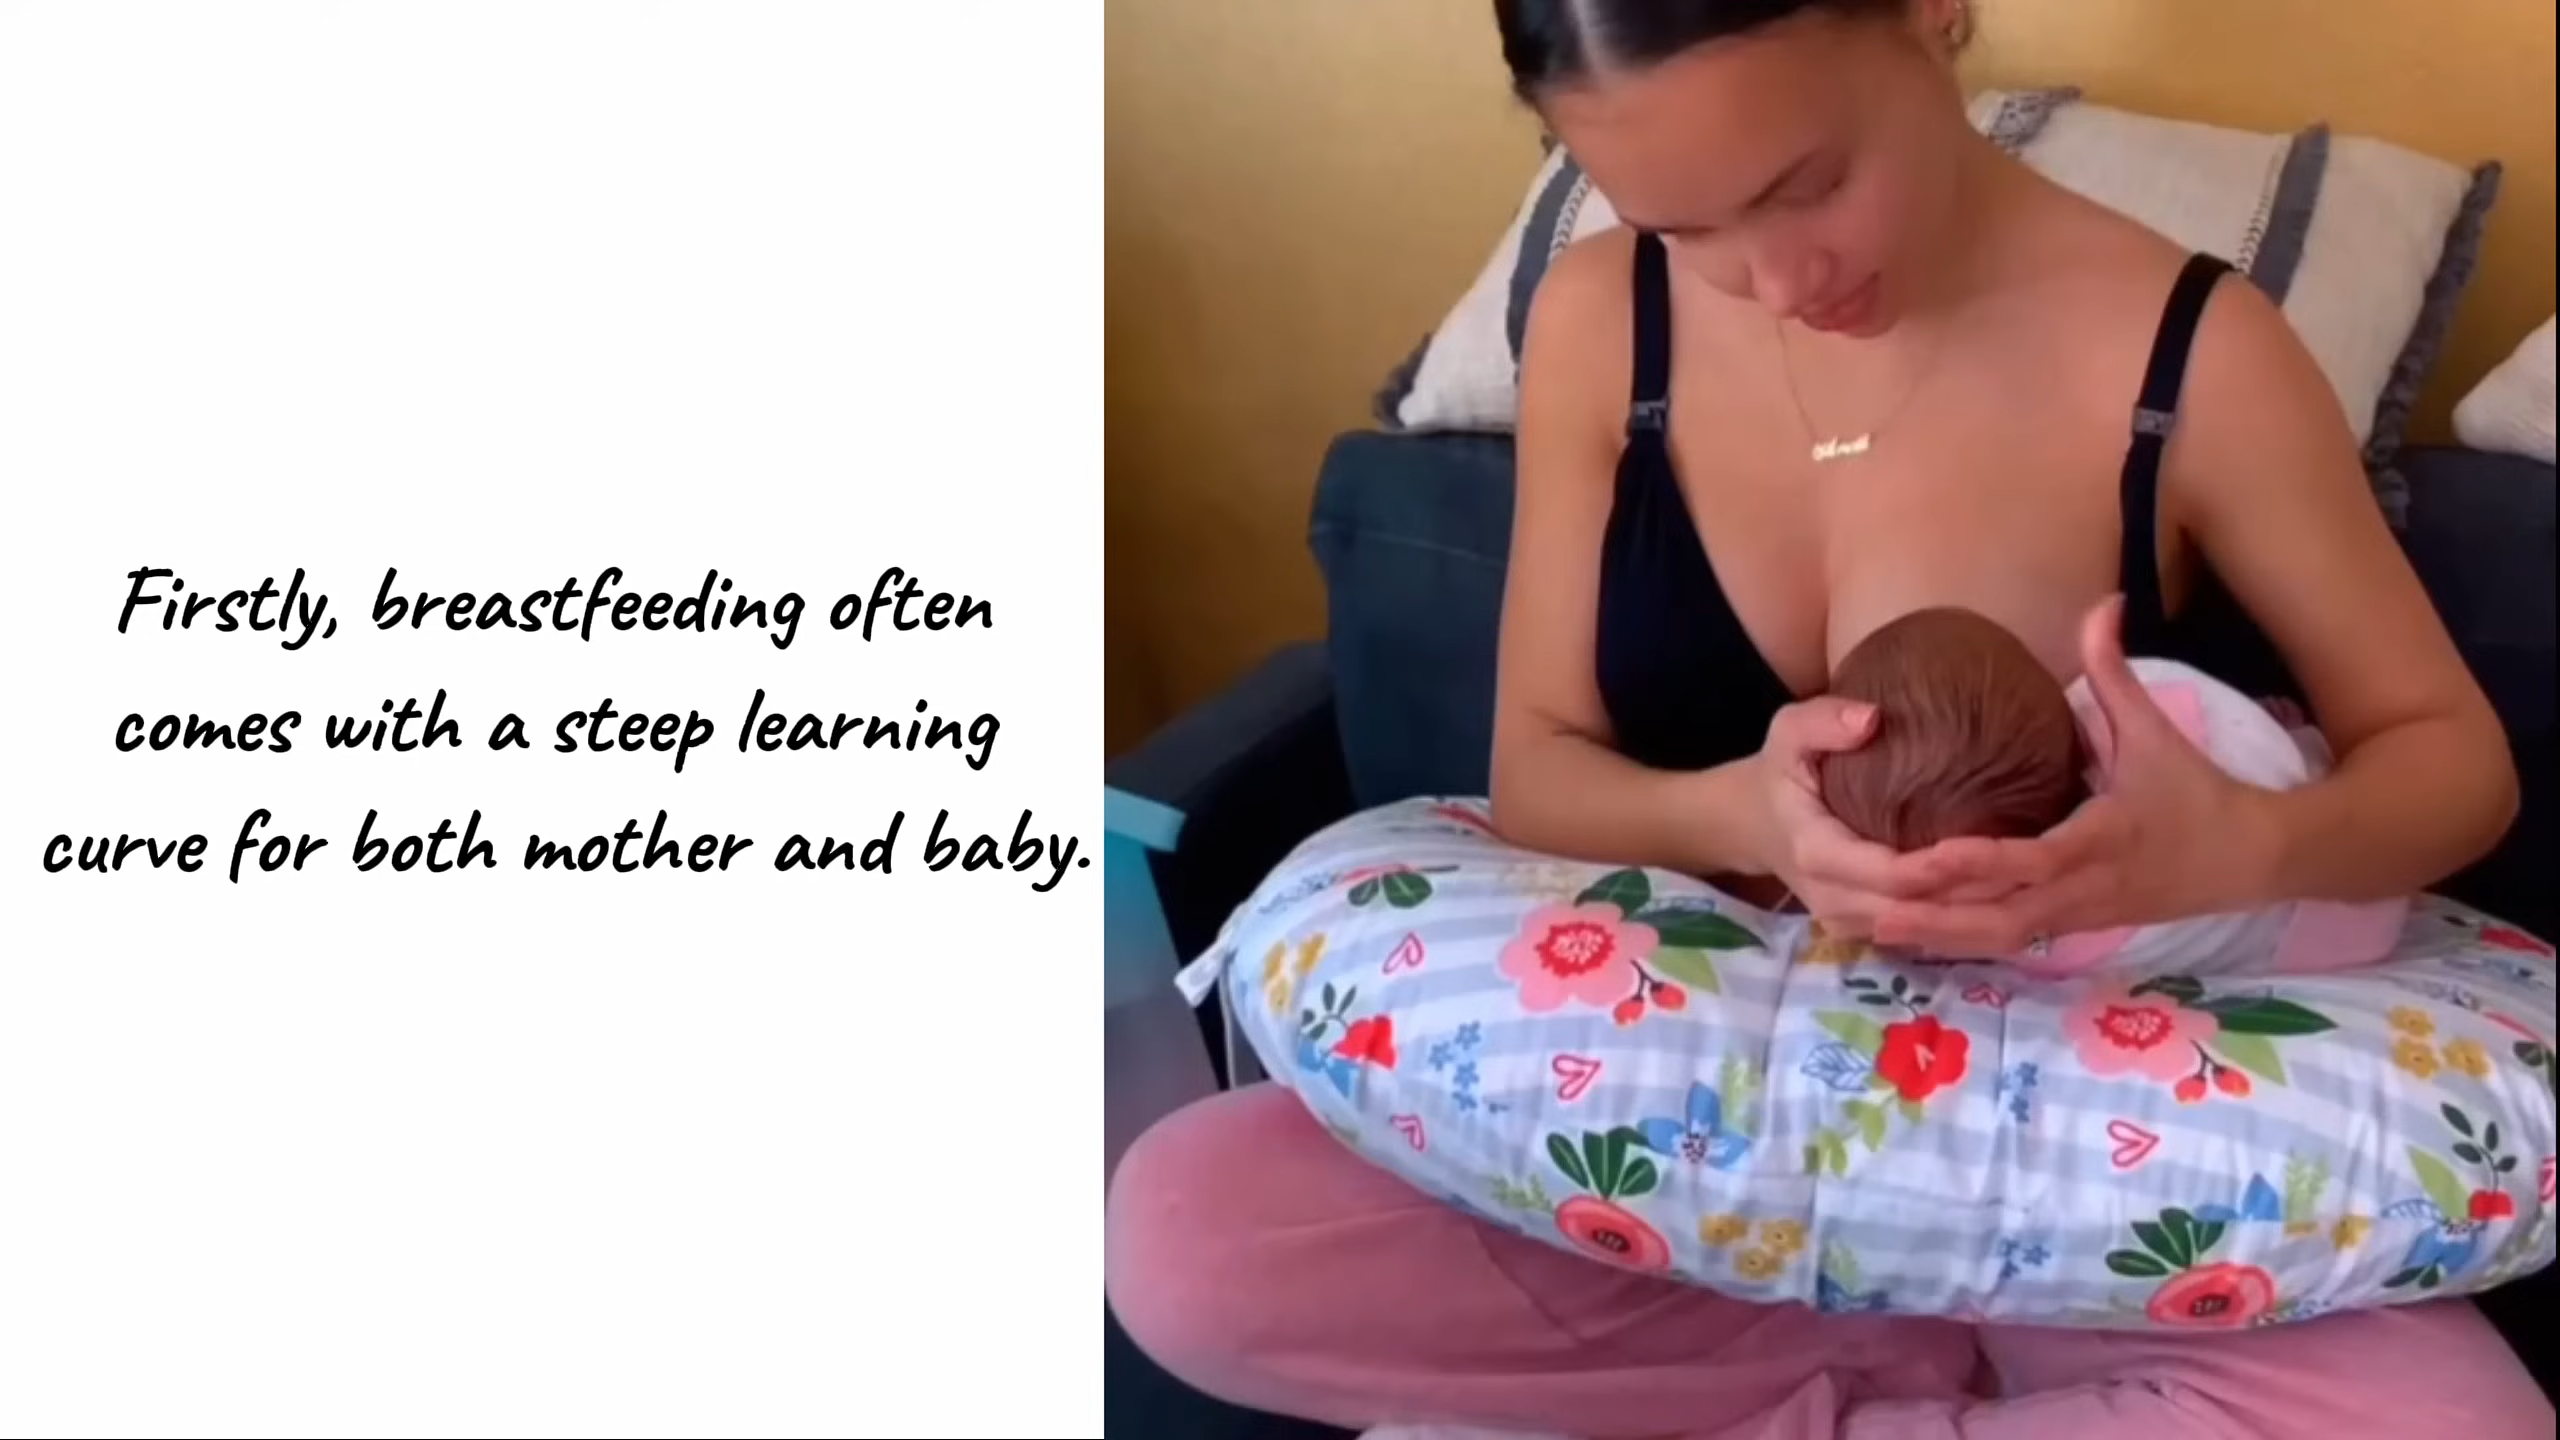 Firstly, breastfeeding often
comes with a steep learning
curve for both mother and baby.